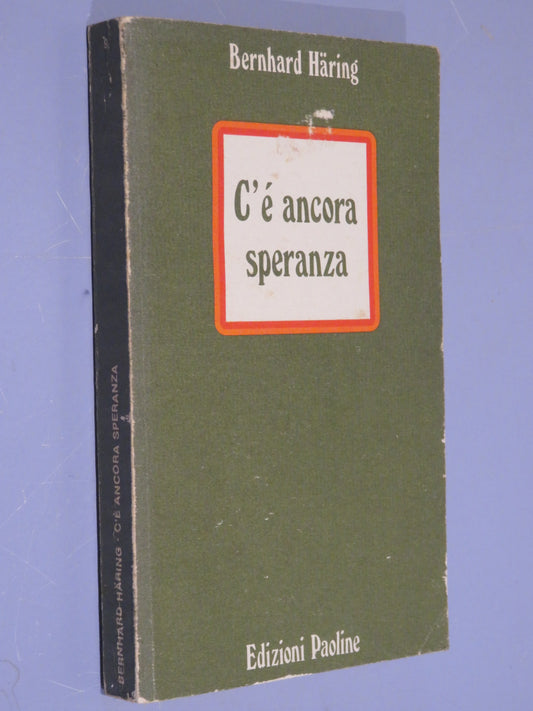 Bernhard Häring
C'é ancora
speranza
Edizioni Paoline
BERNHARD HÄRING · C'È ANCORA SPERANZA